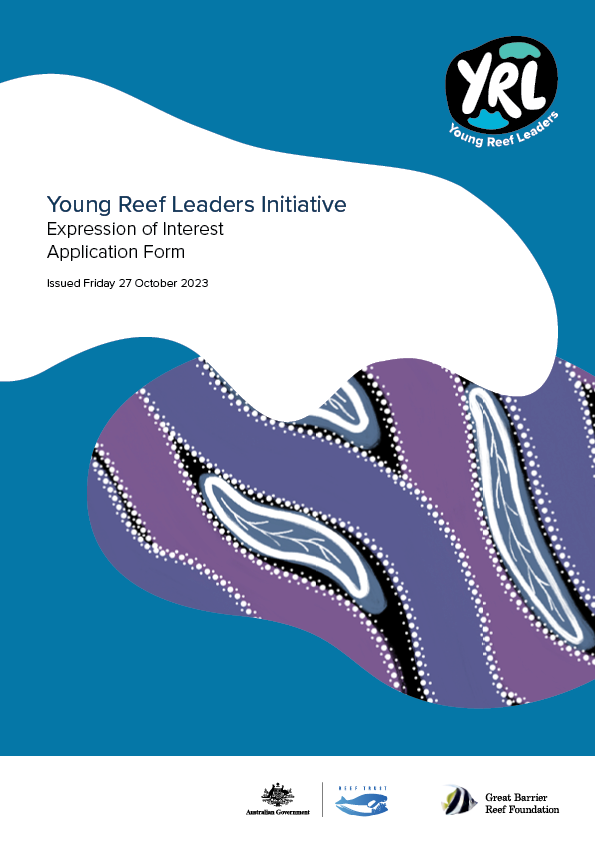 YRL
Young Reef Leaders
Young Reef Leaders Initiative
Expression of Interest
Application Form
Issued Friday 27 October 2023
Australian Government
REEF TRUST
Great Barrier
Reef Foundation